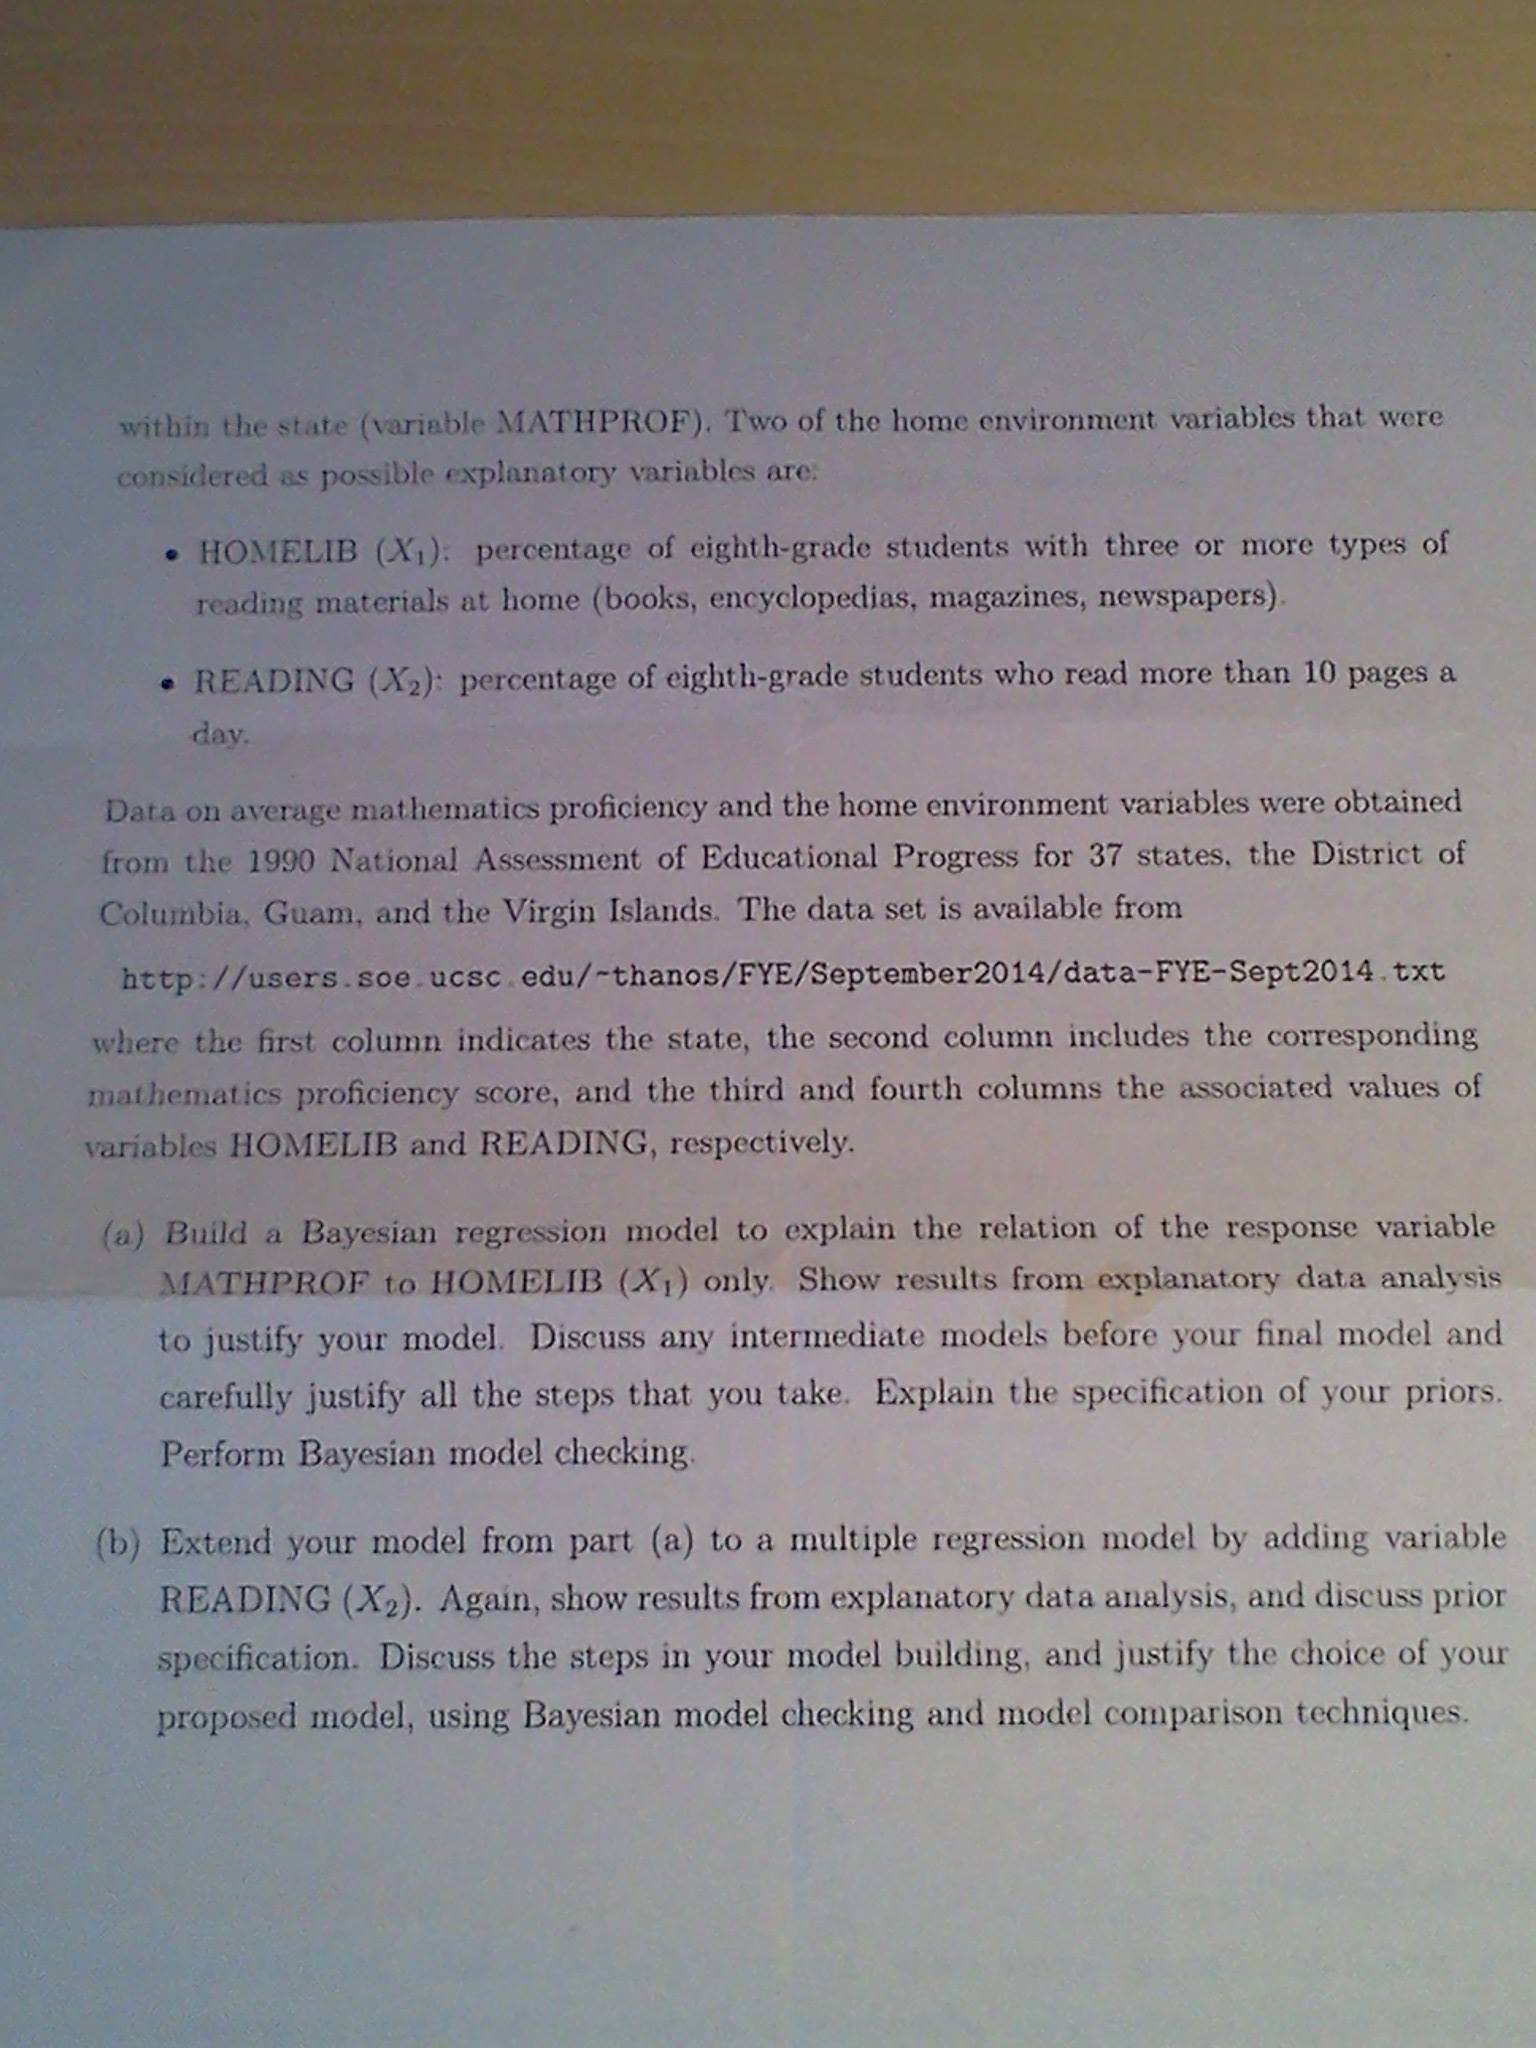 within the state (variable MATHPROF). Two of the home environment variables that were
considered as possible explanatory variables are:
• HOMELIB (X₁): percentage of eighth-grade students with three or more types of
reading materials at home (books, encyclopedias, magazines, newspapers).
• READING (X₂): percentage of eighth-grade students who read more than 10 pages a
day.
Data on average mathematics proficiency and the home environment variables were obtained
from the 1990 National Assessment of Educational Progress for 37 states, the District of
Columbia, Guam, and the Virgin Islands. The data set is available from
http://users.soe.ucsc.edu/~thanos/FYE/September2014/data-FYE-Sept2014.txt
where the first column indicates the state, the second column includes the corresponding
mathematics proficiency score, and the third and fourth columns the associated values of
variables HOMELIB and READING, respectively.
(a) Build a Bayesian regression model to explain the relation of the response variable
MATHPROF to HOMELIB (X₁) only. Show results from explanatory data analysis
to justify your model. Discuss any intermediate models before your final model and
carefully justify all the steps that you take. Explain the specification of your priors.
Perform Bayesian model checking.
(b) Extend your model from part (a) to a multiple regression model by adding variable
READING (X₂). Again, show results from explanatory data analysis, and discuss prior
specification. Discuss the steps in your model building, and justify the choice of your
proposed model, using Bayesian model checking and model comparison techniques.